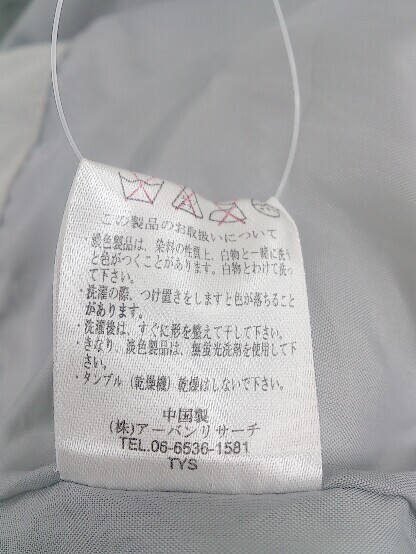 この製品のお取扱いについて
・淡色製品は、染料の性質上、白物と一緒に洗う
と色がつくことがあります。白物とわけて洗っ
て下さい。
・洗濯の際、つけ置きをしますと色が落ちること
があります。
・洗濯後は、すぐに形を整えて干して下さい。
・きなり、淡色製品は、無蛍光洗剤を使用して下
さい。
・タンブル（乾燥機）乾燥はしないで下さい。
中国製
(株)アーバンリサーチ
TEL.06-6536-1581
TYS